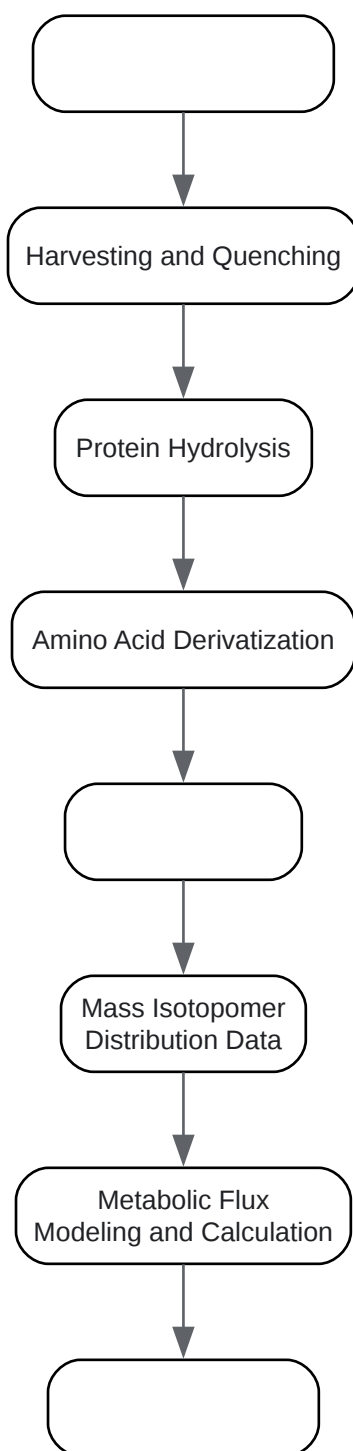 Harvesting and Quenching
Protein Hydrolysis
Amino Acid Derivatization
Mass Isotopomer
Distribution Data
Metabolic Flux
Modeling and Calculation